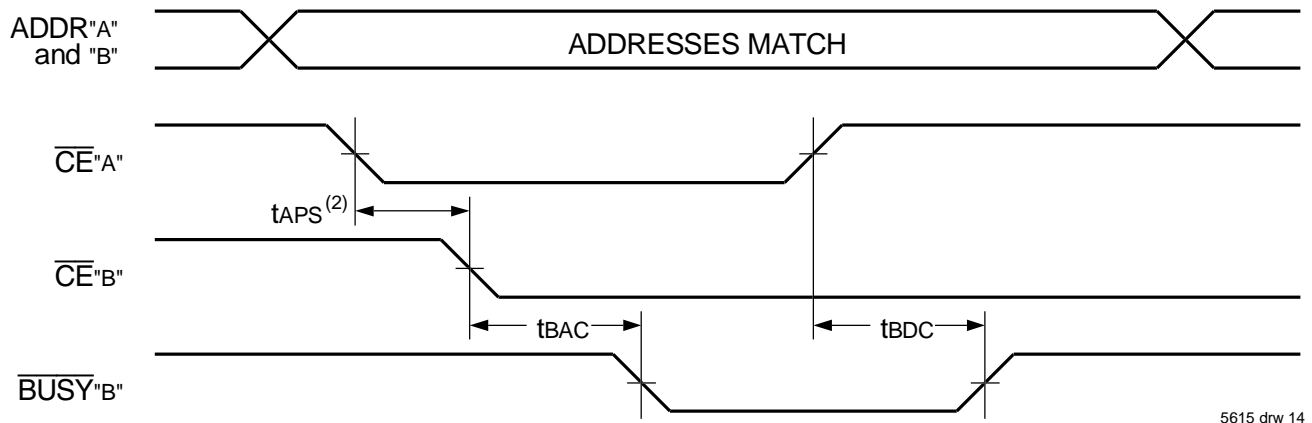 ADDR"A"
and "B"
ADDRESSES MATCH
CE"A"
tAPS(2)
CE"B"
tBAC
tBDC
BUSY"B"
5615 drw 14